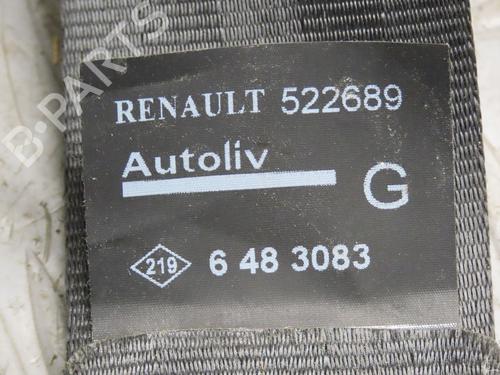 B-PARTS
RENAULT 522689
Autoliv
G
219 6 48 3083